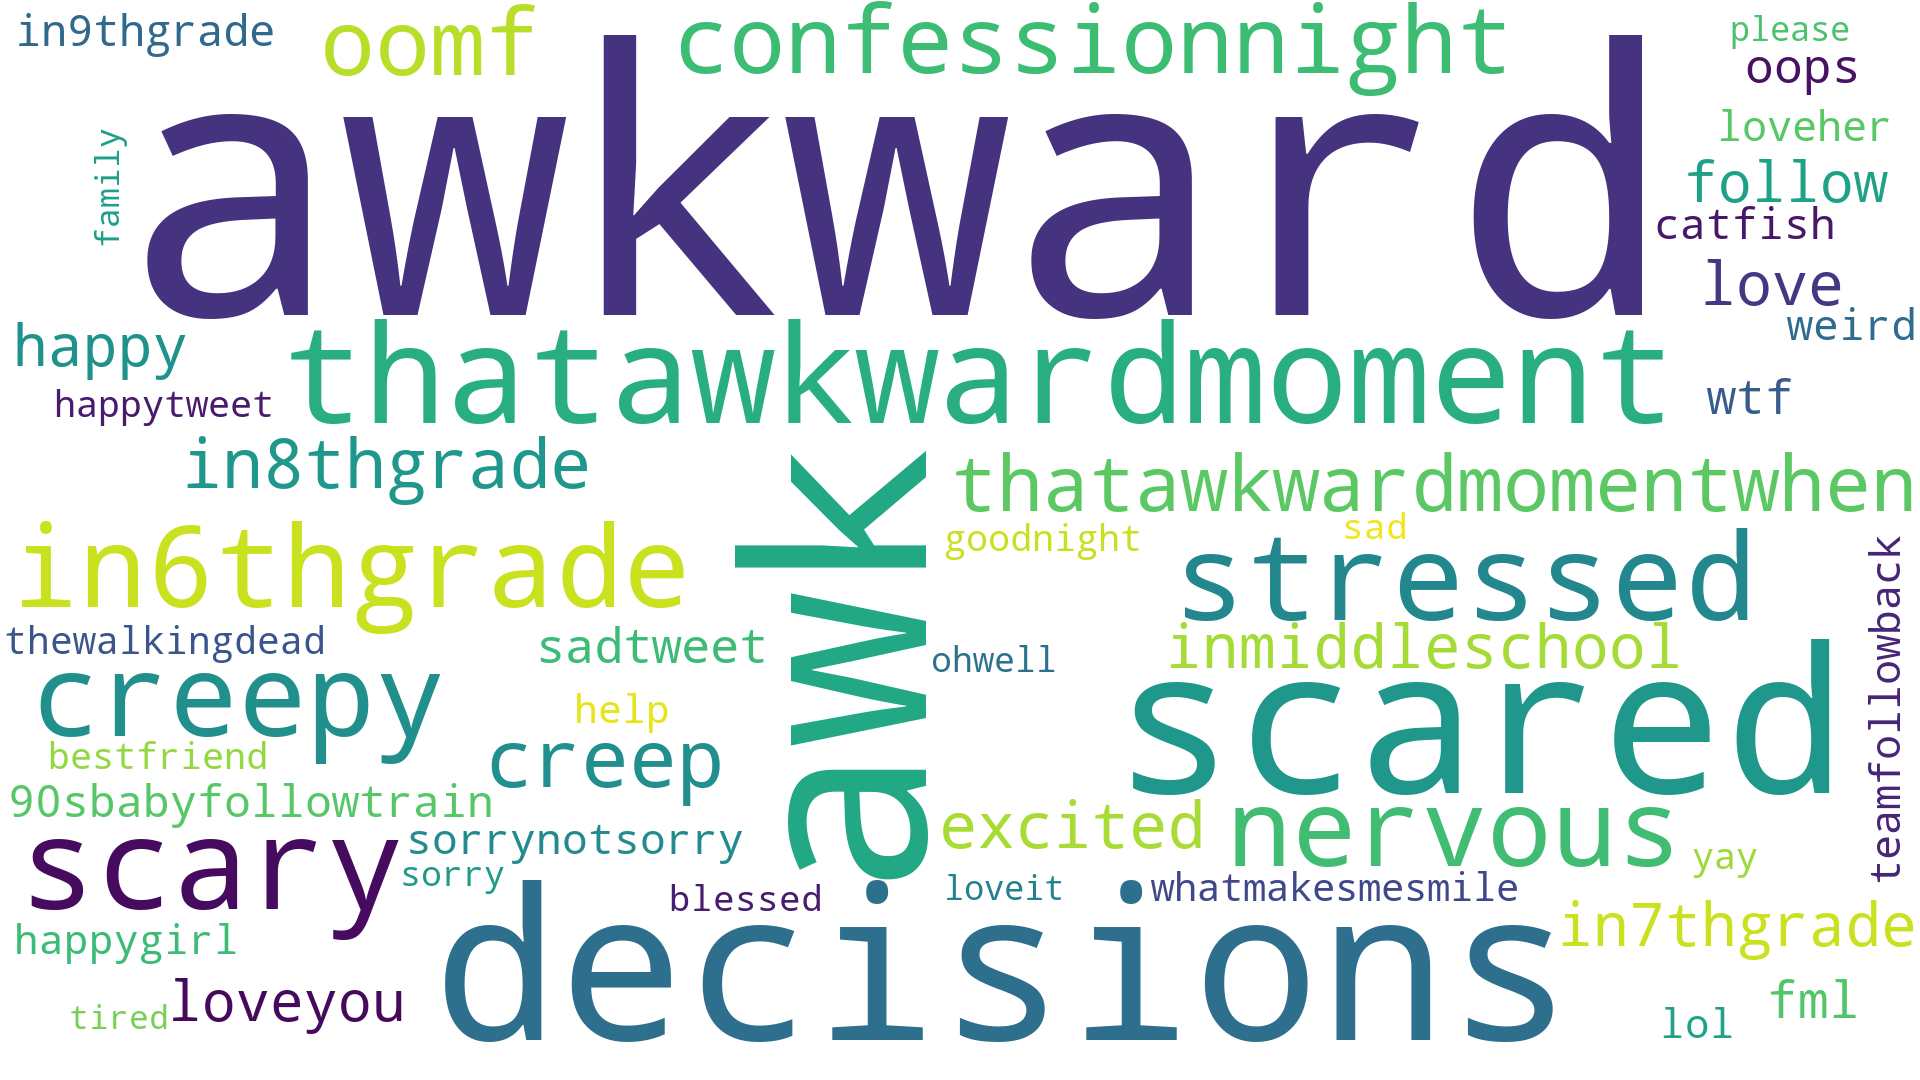 in9thgrade
oomf
confessionnight
please
oops
awkward
loveher
family
follow
catfish
love
weird
happy
thatawkwardmoment
happytweet
wtf
in8thgrade
thatawkwardmomentwhen
awk
goodnight
sad
in6thgrade
stressed
teamfollowback
thewalkingdead
sadtweet
ohwell
inmiddleschool
creepy
help
scared
bestfriend
creep
90sbabyfollowtrain
excited
nervous
scary
sorrynotsorry
sorry
yay
blessed
loveit
whatmakesmesmile
happygirl
decisions
in7thgrade
tired
loveyou
lol
fml